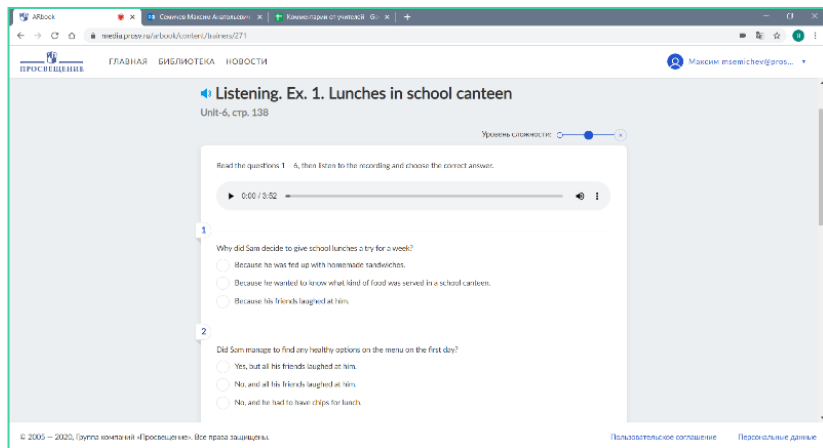 ARbook
Семичев Максим Анатольевич
Комментарии от учителей
media.prosv.ru/arbook/content/trainers/271
ПРОСВЕЩЕНИЕ
ГЛАВНАЯ БИБЛИОТЕКА НОВОСТИ
Максим msemichev@pros...
Listening. Ex. 1. Lunches in school canteen
Unit-6, стр. 138
Уровень сложности:
Read the questions 1 – 6, then listen to the recording and choose the correct answer.
0:00 / 3:52
1
Why did Sam decide to give school lunches a try for a week?
Because he was fed up with homemade sandwiches.
Because he wanted to know what kind of food was served in a school canteen.
Because his friends laughed at him.
2
Did Sam manage to find any healthy options on the menu on the first day?
Yes, but all his friends laughed at him.
No, and all his friends laughed at him.
No, and he had to have chips for lunch.
© 2005 — 2020, Группа компаний «Просвещение». Все права защищены.
Пользовательское соглашение Персональные данные